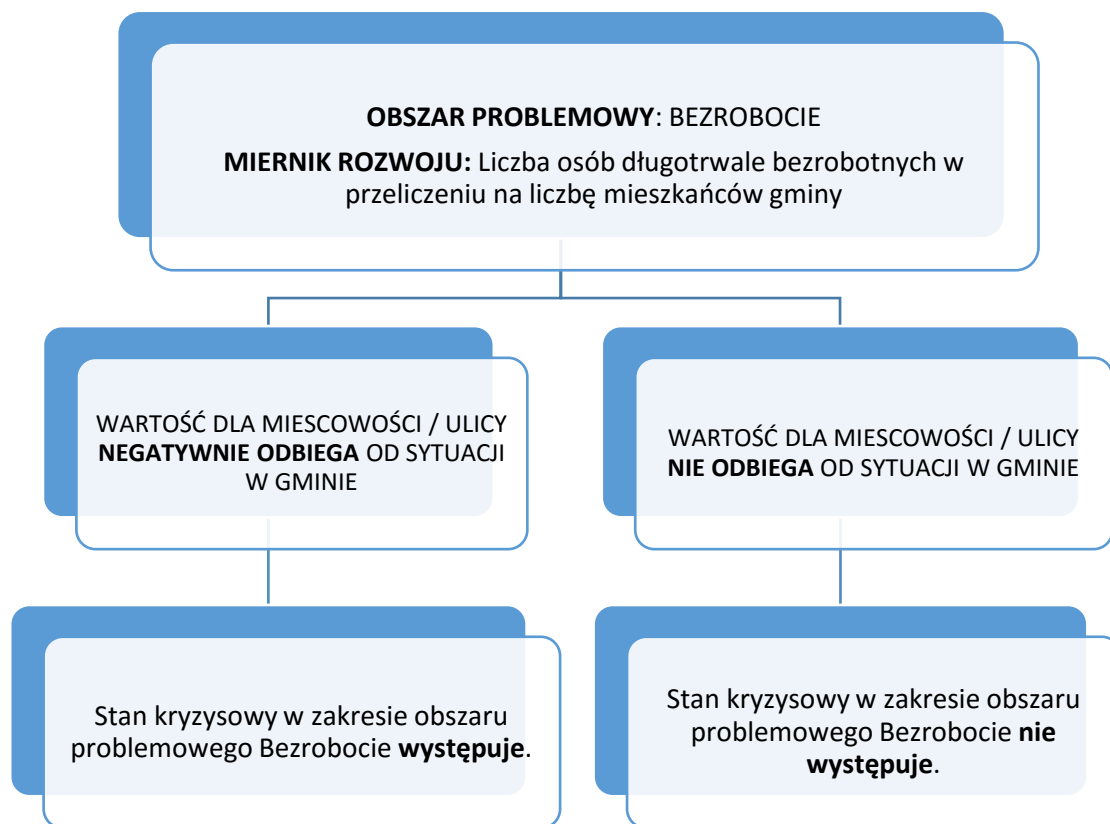 OBSZAR PROBLEMOWY: BEZROBOCIE
MIERNIK ROZWOJU: Liczba osób długotrwale bezrobotnych w
przeliczeniu na liczbę mieszkańców gminy
WARTOŚĆ DLA MIESCOWOŚCI / ULICY
NEGATYWNIE ODBIEGA OD SYTUACJI
W GMINIE
WARTOŚĆ DLA MIESCOWOŚCI / ULICY
NIE ODBIEGA OD SYTUACJI W GMINIE
Stan kryzysowy w zakresie obszaru
problemowego Bezrobocie występuje.
Stan kryzysowy w zakresie obszaru
problemowego Bezrobocie nie
występuje.